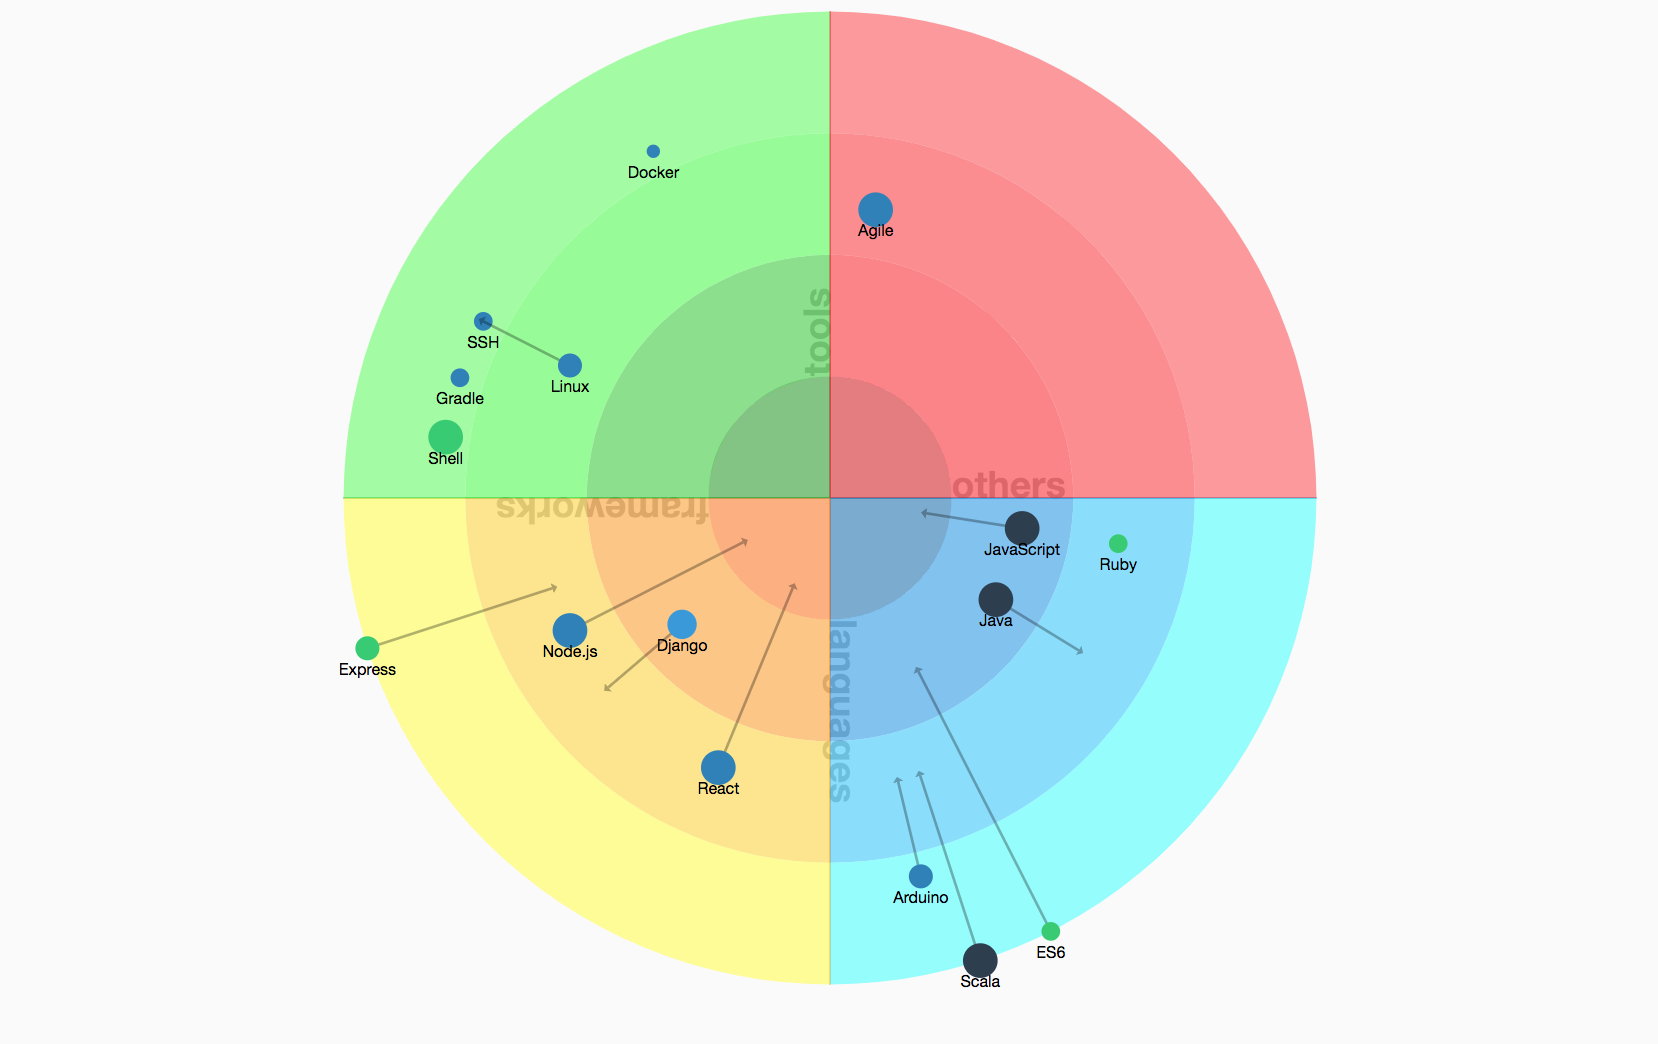 Docker
Agile
tools
SSH
Linux
Gradle
Shell
others
frameworks
JavaScript
Ruby
Java
Django
Node.js
Express
languages
React
Arduino
ES6
Scala